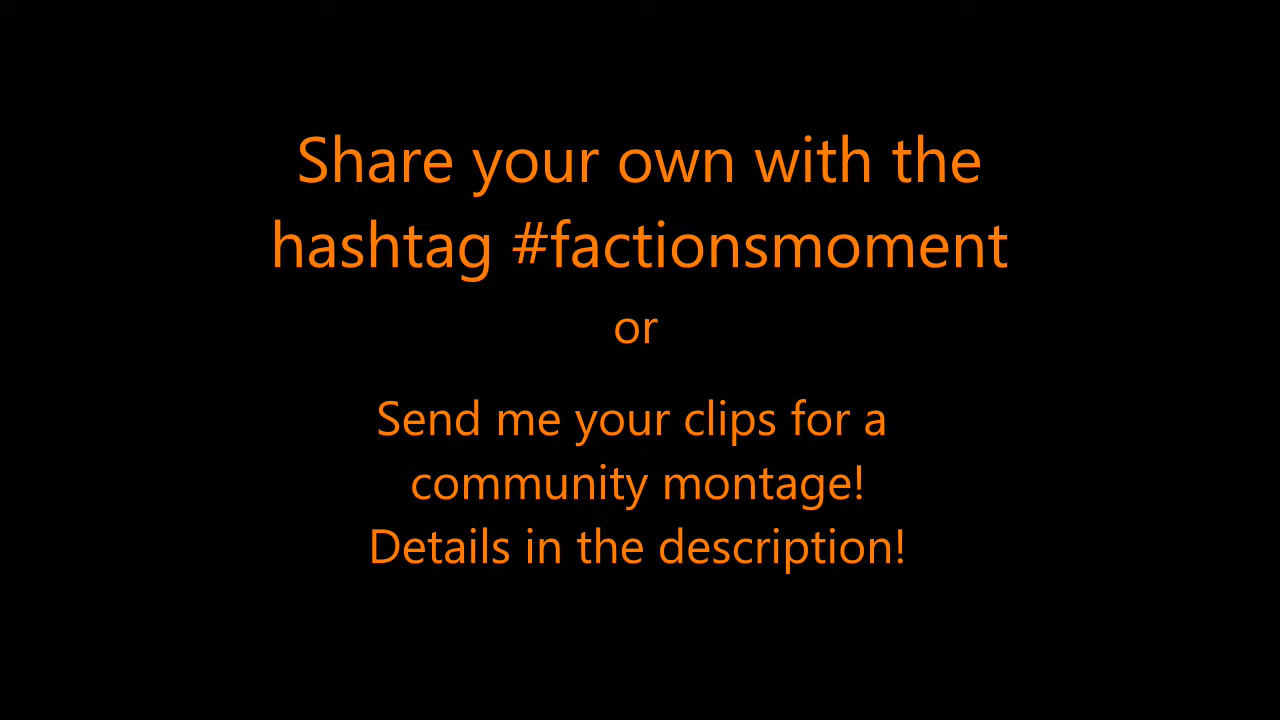 Share your own with the
hashtag #factionsmoment
or
Send me your clips for a
community montage!
Details in the description!